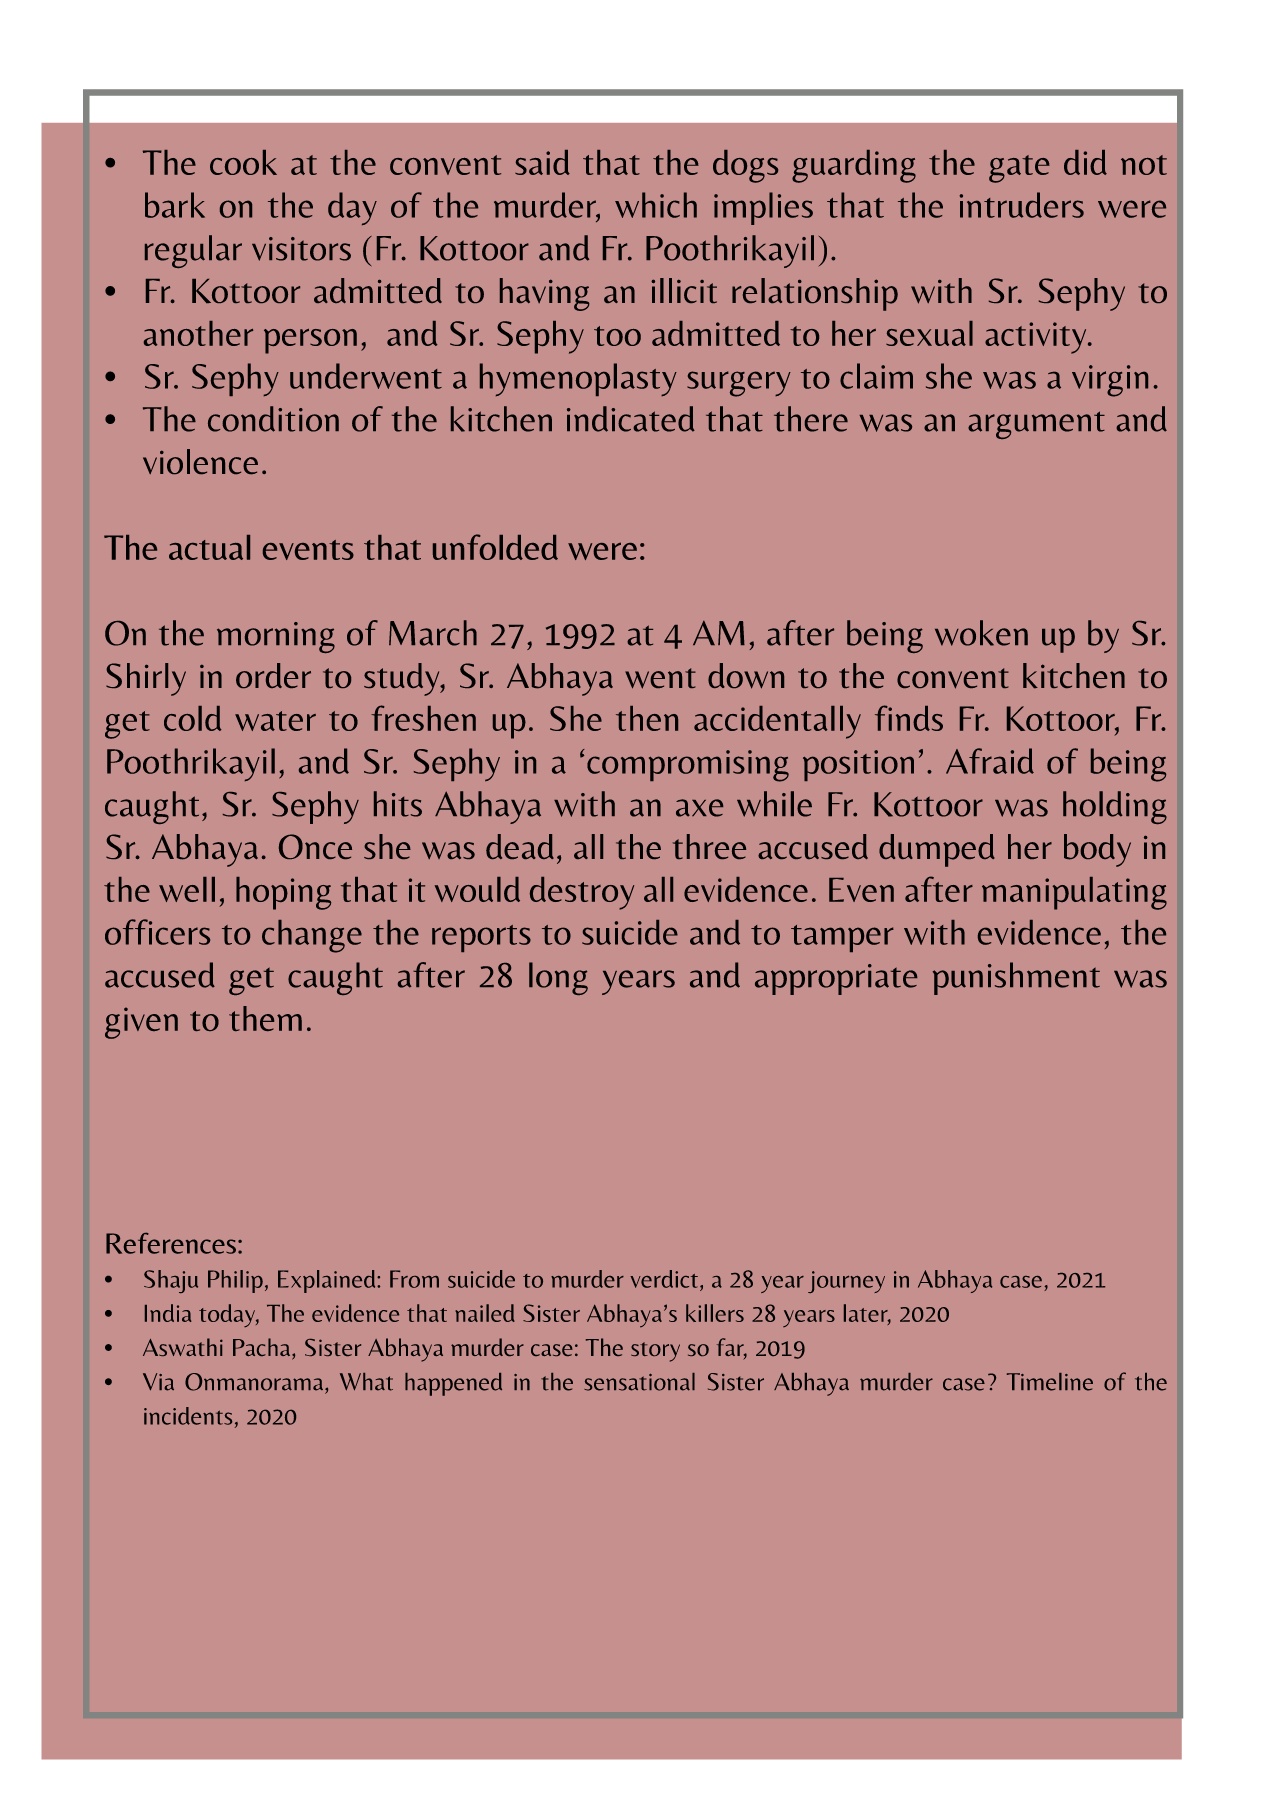 • The cook at the convent said that the dogs guarding the gate did not
bark on the day of the murder, which implies that the intruders were
regular visitors (Fr. Kottoor and Fr. Poothrikayil).
• Fr. Kottoor admitted to having an illicit relationship with Sr. Sephy to
another person,  and Sr. Sephy too admitted to her sexual activity.
• Sr. Sephy underwent a hymenoplasty surgery to claim she was a virgin.
• The condition of the kitchen indicated that there was an argument and
violence.
The actual events that unfolded were:
On the morning of March 27, 1992 at 4 AM, after being woken up by Sr.
Shirly in order to study, Sr. Abhaya went down to the convent kitchen to
get cold water to freshen up. She then accidentally finds Fr. Kottoor, Fr.
Poothrikayil, and Sr. Sephy in a ‘compromising position’. Afraid of being
caught, Sr. Sephy hits Abhaya with an axe while Fr. Kottoor was holding
Sr. Abhaya. Once she was dead, all the three accused dumped her body in
the well, hoping that it would destroy all evidence. Even after manipulating
officers to change the reports to suicide and to tamper with evidence, the
accused get caught after 28 long years and appropriate punishment was
given to them.
References:
• Shaju Philip, Explained: From suicide to murder verdict, a 28 year journey in Abhaya case, 2021
• India today, The evidence that nailed Sister Abhaya’s killers 28 years later, 2020
• Aswathi Pacha, Sister Abhaya murder case: The story so far, 2019
• Via Onmanorama, What happened in the sensational Sister Abhaya murder case? Timeline of the
incidents, 2020